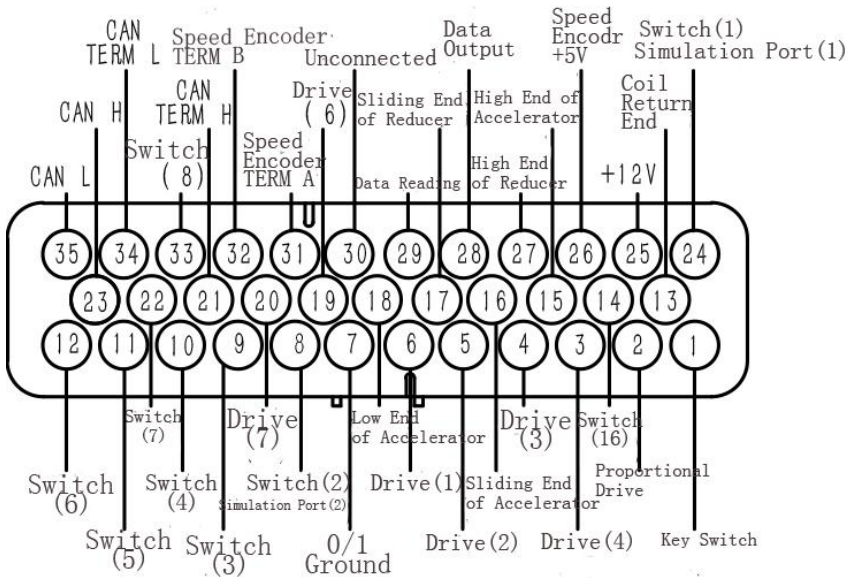 CAN
TERM L
Speed Encoder
TERM B
Unconnected
Data
Output
Speed
Encodr
+5V
Switch(1)
Simulation Port(1)
CAN H
CAN
TERM H
Drive
(6)
Sliding End
of Reducer
High End of
Accelerator
Coil
Return
End
CAN L
Switch
(8)
Speed
Encoder
TERM A
Data Reading
High End
of Reducer
+12V
35 34 33 32 31 30 29 28 27 26 25 24
23 22 21 20 19 18 17 16 15 14 13
12 11 10 9 8 7 6 5 4 3 2 1
Switch
(7)
Drive
(7)
Low End
of Accelerator
Drive
(3)
Switch
(16)
Switch
(6)
Switch
(4)
Switch(2)
Simulation Port(2)
Drive(1)
Sliding End
of Accelerator
Proportional
Drive
Switch
(5)
Switch
(3)
0/1
Ground
Drive(2)
Drive(4)
Key Switch